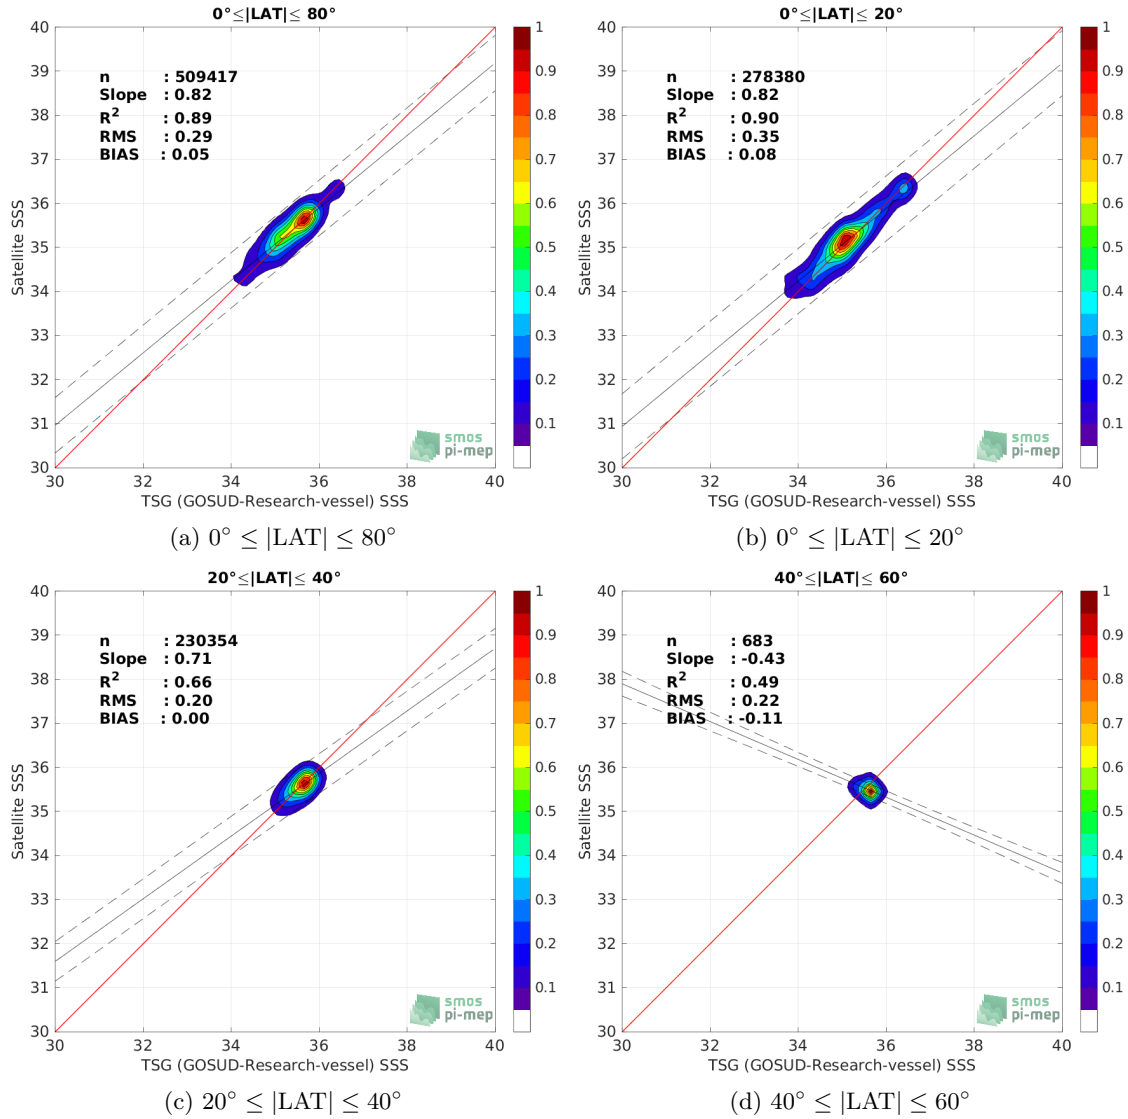 0°≤|LAT|≤ 80°
40
39
38
37
36
35
34
33
32
31
30
Satellite SSS
n : 509417
Slope : 0.82
R² : 0.89
RMS : 0.29
BIAS : 0.05
smos
pi-mep
30 32 34 36 38 40
TSG (GOSUD-Research-vessel) SSS
1
0.9
0.8
0.7
0.6
0.5
0.4
0.3
0.2
0.1
(a) 0° ≤ |LAT| ≤ 80°
0°≤|LAT|≤ 20°
40
39
38
37
36
35
34
33
32
31
30
Satellite SSS
n : 278380
Slope : 0.82
R² : 0.90
RMS : 0.35
BIAS : 0.08
smos
pi-mep
30 32 34 36 38 40
TSG (GOSUD-Research-vessel) SSS
1
0.9
0.8
0.7
0.6
0.5
0.4
0.3
0.2
0.1
(b) 0° ≤ |LAT| ≤ 20°
20°≤|LAT|≤ 40°
40
39
38
37
36
35
34
33
32
31
30
Satellite SSS
n : 230354
Slope : 0.71
R² : 0.66
RMS : 0.20
BIAS : 0.00
smos
pi-mep
30 32 34 36 38 40
TSG (GOSUD-Research-vessel) SSS
1
0.9
0.8
0.7
0.6
0.5
0.4
0.3
0.2
0.1
(c) 20° ≤ |LAT| ≤ 40°
40°≤|LAT|≤ 60°
40
39
38
37
36
35
34
33
32
31
30
Satellite SSS
n : 683
Slope : -0.43
R² : 0.49
RMS : 0.22
BIAS : -0.11
smos
pi-mep
30 32 34 36 38 40
TSG (GOSUD-Research-vessel) SSS
1
0.9
0.8
0.7
0.6
0.5
0.4
0.3
0.2
0.1
(d) 40° ≤ |LAT| ≤ 60°